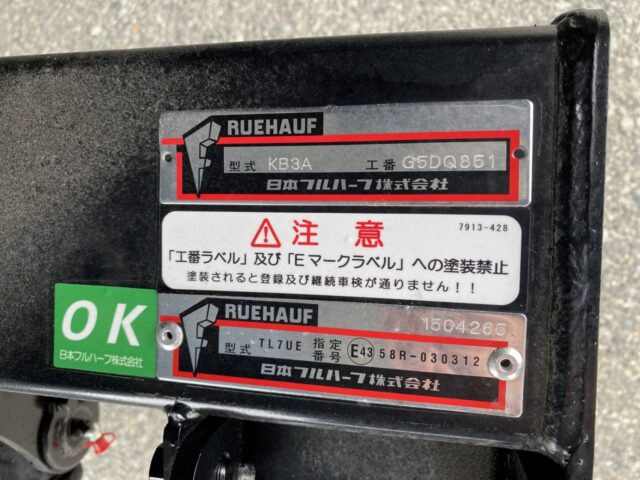 RUEHAUF
型式 KB3A 工番 G5DQ851
日本フルハーフ株式会社
注意
7913-428
「工番ラベル」及び「Eマークラベル」への塗装禁止
塗装されると登録及び継続車検が通りません!!
OK
日本フルハーフ株式会社
RUEHAUF
1504265
型式 TL7UE 指定番号 E43 58R-030312
日本フルハーフ株式会社